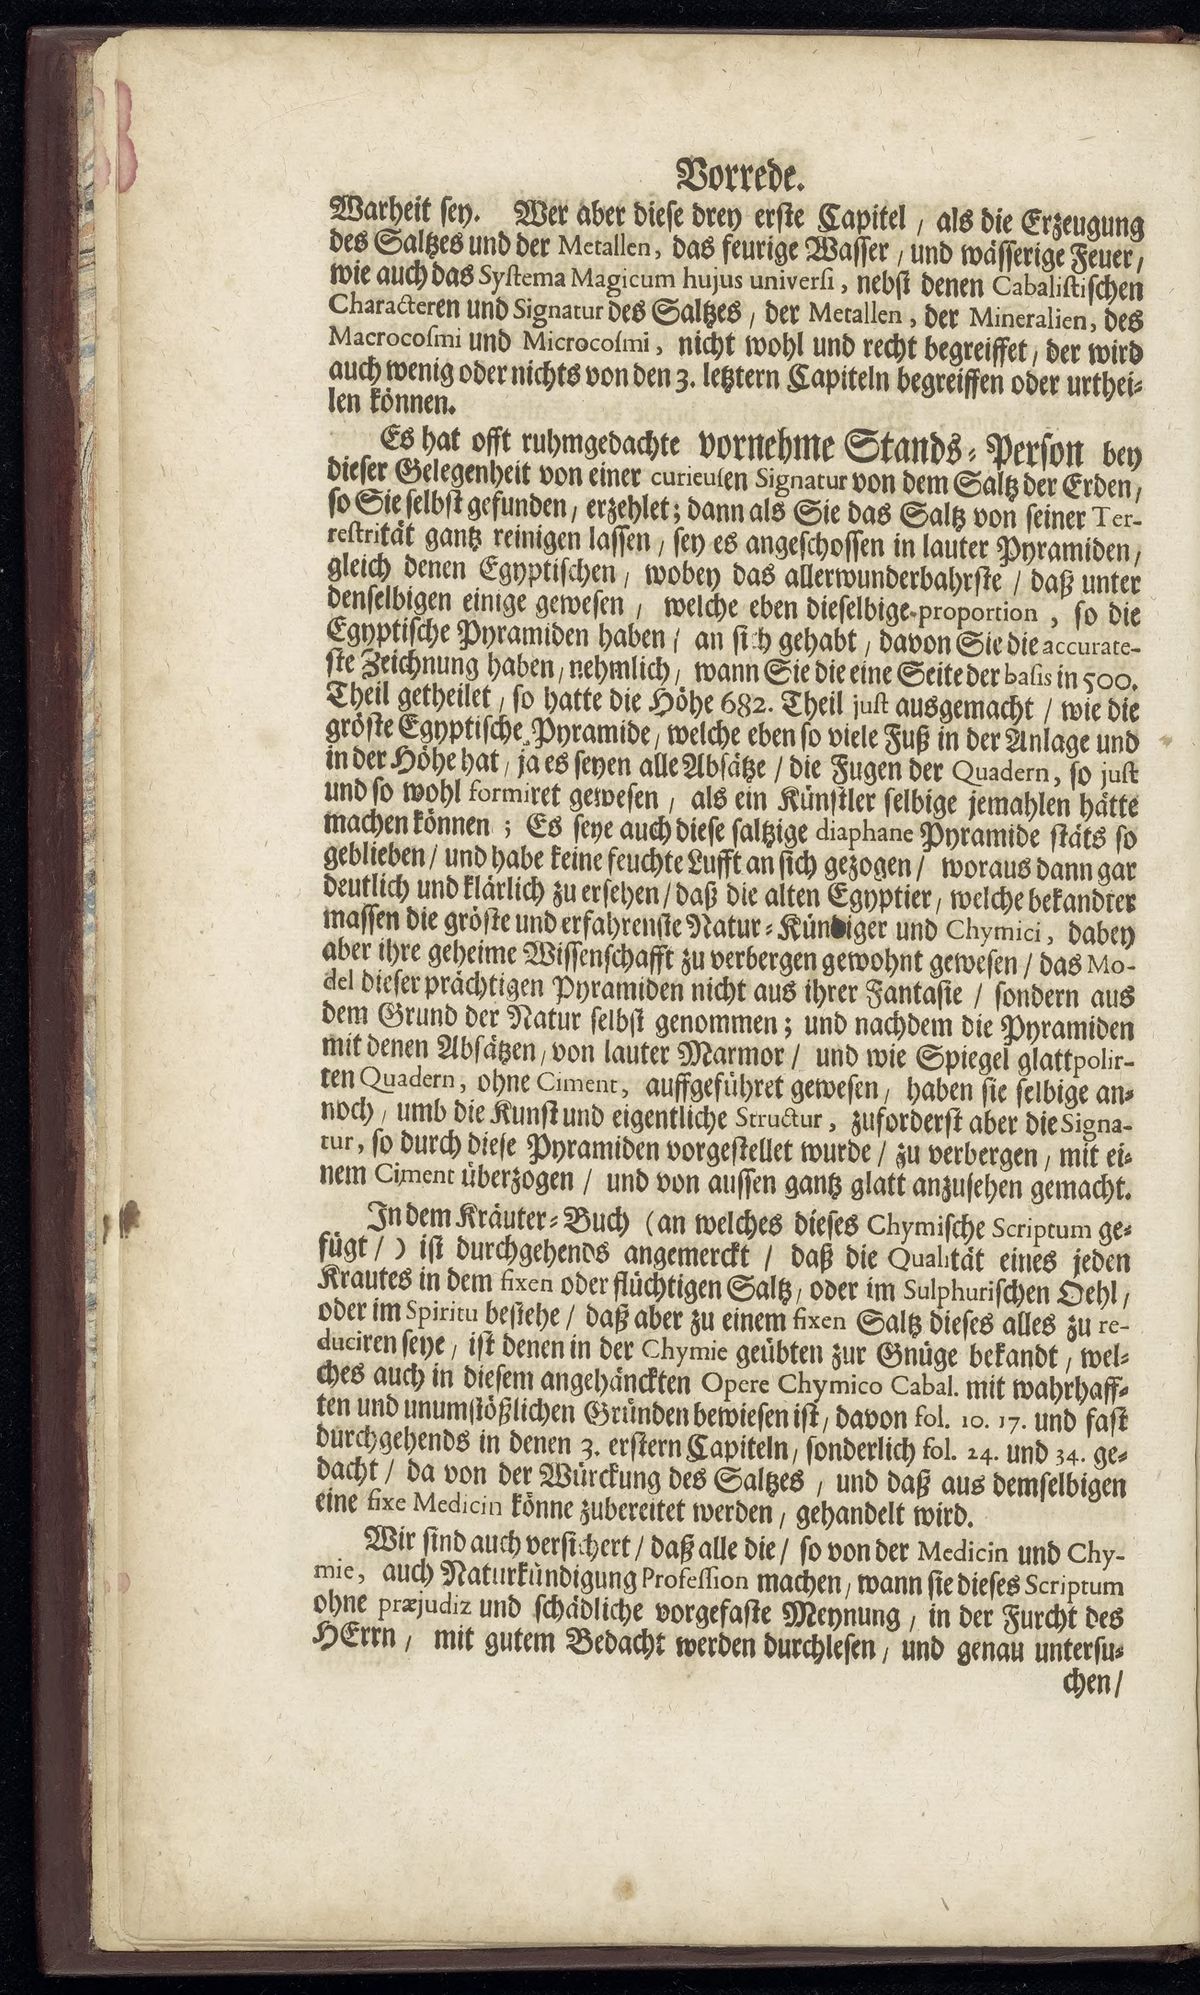 Vorrede.
Warheit sey. Wer aber diese drey erste Capitel / als die Erzeugung
des Saltzes und der Metallen, das feurige Wasser / und wässerige Feuer /
wie auch das Systema Magicum hujus universi, nebst denen Cabalistischen
Characteren und Signatur des Saltzes / der Metallen, der Mineralien, des
Macrocosmi und Microcosmi, nicht wohl und recht begreiffet / der wird
auch wenig oder nichts von den 3. letztern Capiteln begreiffen oder urthei-
len können.
Es hat offt ruhmgedachte vornehme Stands-Person bey
dieser Gelegenheit von einer curieusen Signatur von dem Saltz der Erden /
so Sie selbst gefunden / erzehlet; dann als Sie das Saltz von seiner Ter-
restrität gantz reinigen lassen / sey es angeschossen in lauter Pyramiden /
gleich denen Egyptischen / wobey das allerwunderbahrste / daß unter
denselbigen einige gewesen / welche eben dieselbige proportion, so die
Egyptische Pyramiden haben / an sich gehabt / davon Sie die accurate-
ste Zeichnung haben / nehmlich / wann Sie die eine Seite der basis in 500.
Theil getheilet / so hatte die Höhe 682. Theil just ausgemacht / wie die
gröste Egyptische Pyramide / welche eben so viele Fuß in der Anlage und
in der Höhe hat / ja es seyen alle Absätze / die Fugen der Quadern, so just
und so wohl formiret gewesen / als ein Künstler selbige jemahlen hätte
machen können; Es seye auch diese saltzige diaphane Pyramide stäts so
geblieben / und habe keine feuchte Lufft an sich gezogen / woraus dann gar
deutlich und klärlich zu ersehen / daß die alten Egyptier / welche bekandter
massen die gröste und erfahrenste Natur-Kündiger und Chymici, dabey
aber ihre geheime Wissenschafft zu verbergen gewohnt gewesen / das Mo-
del dieser prächtigen Pyramiden nicht aus ihrer Fantasie / sondern aus
dem Grund der Natur selbst genommen; und nachdem die Pyramiden
mit denen Absätzen / von lauter Marmor / und wie Spiegel glatt polir-
ten Quadern, ohne Ciment, auffgeführet gewesen / haben sie selbige an-
noch / umb die Kunst und eigentliche Structur, zuforderst aber die Signa-
tur, so durch diese Pyramiden vorgestellet wurde / zu verbergen / mit ei-
nem Ciment überzogen / und von aussen gantz glatt anzusehen gemacht.
In dem Kräuter-Buch (an welches dieses Chymische Scriptum ge-
fügt /) ist durchgehends angemerckt / daß die Qualität eines jeden
Krautes in dem fixen oder flüchtigen Saltz / oder im Sulphurischen Oehl /
oder im Spiritu bestehe / daß aber zu einem fixen Saltz dieses alles zu re-
duciren seye / ist denen in der Chymie geübten zur Gnüge bekandt / wel-
ches auch in diesem angehänckten Opere Chymico Cabal. mit wahrhaff-
ten und unumstößlichen Gründen bewiesen ist / davon fol. 10. 17. und fast
durchgehends in denen 3. erstern Capiteln / sonderlich fol. 24. und 34. ge-
dacht / da von der Würckung des Saltzes / und daß aus demselbigen
eine fixe Medicin könne zubereitet werden / gehandelt wird.
Wir sind auch versichert / daß alle die / so von der Medicin und Chy-
mie, auch Naturkündigung Profession machen / wann sie dieses Scriptum
ohne præjudiz und schädliche vorgefaste Meynung / in der Furcht des
HErrn / mit gutem Bedacht werden durchlesen / und genau untersu-
chen /